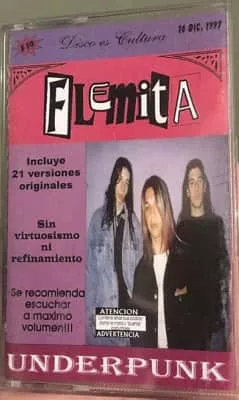 $ 10
Disco es Cultura
16 DIC. 1997
FLEMITA
Incluye
21 versiones
originales
Sin
virtuosismo
ni
refinamiento
Se recomienda
escuchar
a maximo
volumen!!!
ATENCION
ADVERTENCIA
UNDERPUNK